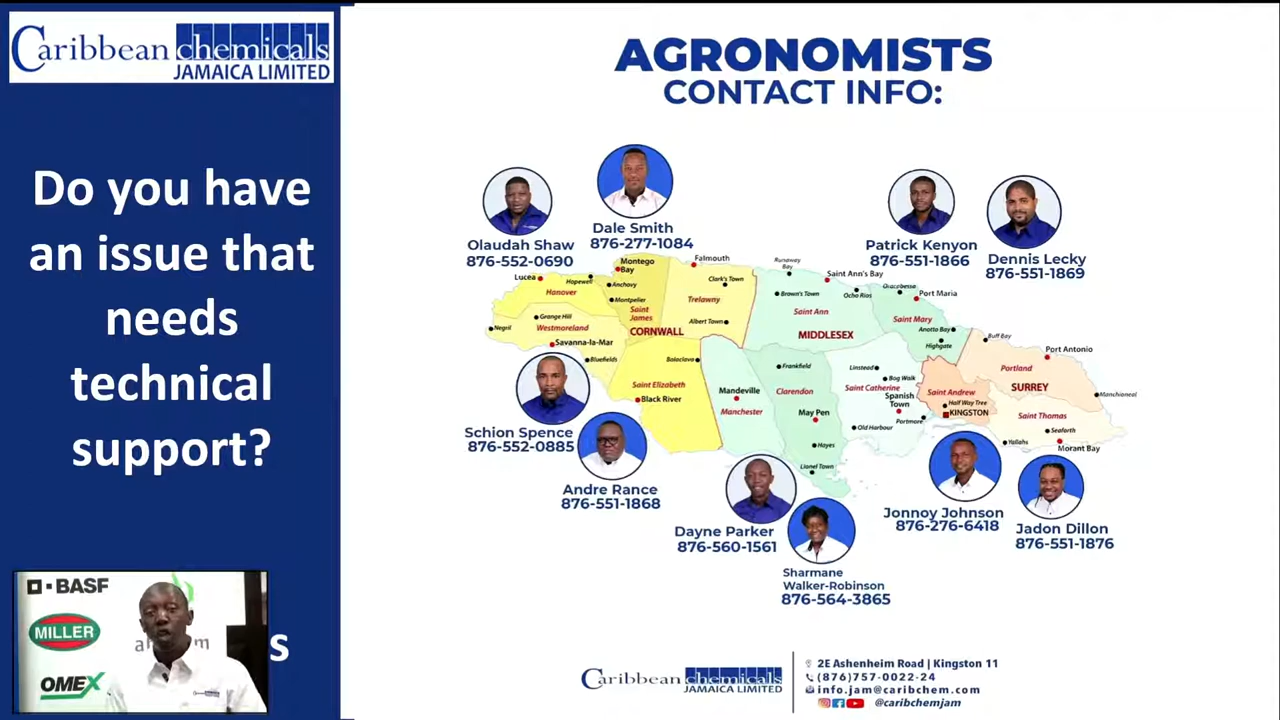 Caribbean chemicals
JAMAICA LIMITED
Do you have
an issue that
needs
technical
support?
BASF
MILLER
OMEX
s
AGRONOMISTS
CONTACT INFO:
Olaudah Shaw
876-552-0690
Dale Smith
876-277-1084
Patrick Kenyon
876-551-1866
Dennis Lecky
876-551-1869
Lucea
Hopewell
Montego
Bay
Falmouth
Clark's Town
Runaway
Bay
Saint Ann's Bay
Hanover
Anchovy
Montpelier
Trelawny
Brown's Town
Ocho Rios
Oracabessa
Port Maria
Grange Hill
Saint
James
Saint Ann
Saint Mary
Negril
Westmoreland
CORNWALL
Albert Town
MIDDLESEX
Anotto Bay
Buff Bay
Savanna-la-Mar
Highgate
Port Antonio
Bluefields
Balaclava
Frankfield
Linstead
Portland
Saint Elizabeth
Mandeville
Clarendon
Bog Walk
Saint Catherine
Saint Andrew
SURREY
Manchioneal
Black River
Manchester
May Pen
Spanish
Town
Half Way Tree
KINGSTON
Saint Thomas
Portmore
Old Harbour
Seaforth
Hayes
Yallahs
Morant Bay
Lionel Town
Schion Spence
876-552-0885
Andre Rance
876-551-1868
Dayne Parker
876-560-1561
Sharmane
Walker-Robinson
876-564-3865
Jonnoy Johnson
876-276-6418
Jadon Dillon
876-551-1876
Caribbean chemicals
JAMAICA LIMITED
2E Ashenheim Road | Kingston 11
(876)757-0022-24
info.jam@caribchem.com
@caribchemjam